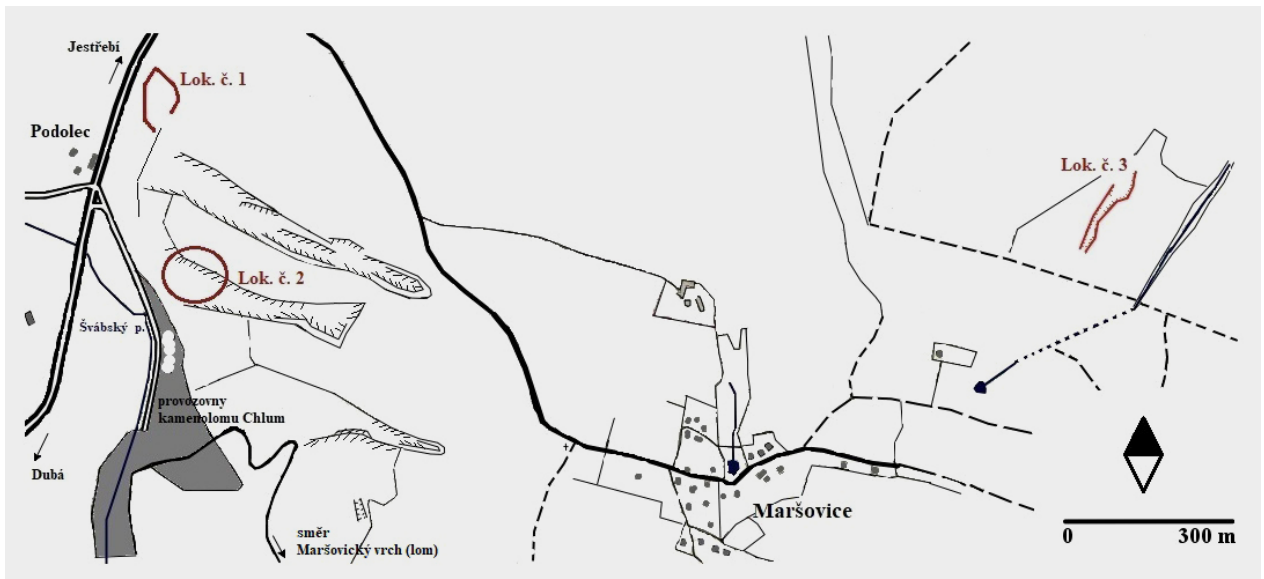 Jestřebí
Lok. č. 1
Podolec
Lok. č. 3
Lok. č. 2
Švábský p.
provozovny
kamenolomu Chlum
Dubá
Maršovice
směr
Maršovický vrch (lom)
0 300 m